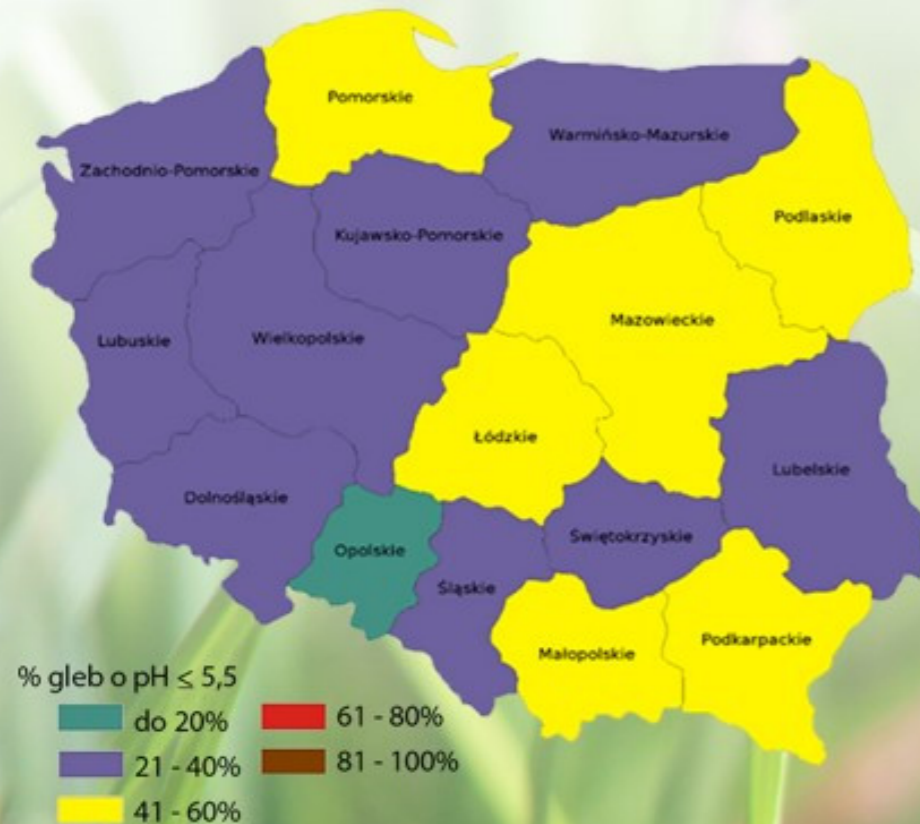 Pomorskie
Warmińsko-Mazurskie
Zachodnio-Pomorskie
Podlaskie
Kujawsko-Pomorskie
Mazowieckie
Lubuskie
Wielkopolskie
Łódzkie
Lubelskie
Dolnośląskie
Opolskie
Świętokrzyskie
Śląskie
Małopolskie
Podkarpackie
% gleb o pH ≤ 5,5
do 20%
21 - 40%
41 - 60%
61 - 80%
81 - 100%